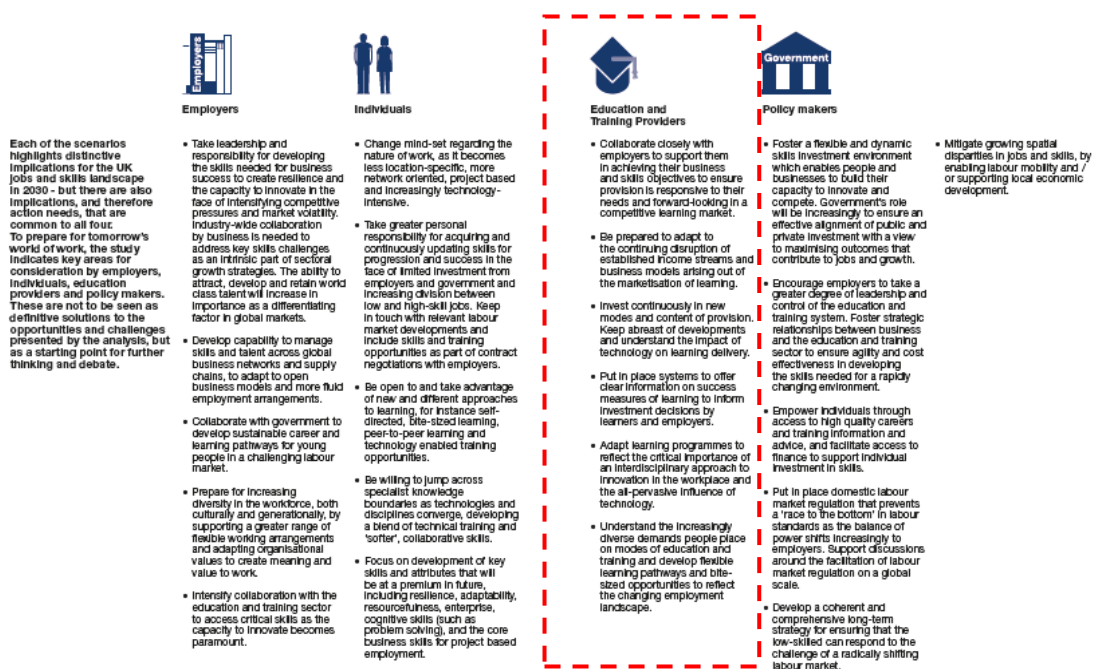 Each of the scenarios
highlights distinctive
implications for the UK
jobs and skills landscape
in 2030 - but there are also
implications, and therefore
action needs, that are
common to all four.
To prepare for tomorrow's
world of work, the study
indicates key areas for
consideration by employers,
individuals, education
providers and policy makers.
These are not to be seen as
definitive solutions to the
opportunities and challenges
presented by the analysis, but
as a starting point for further
thinking and debate.
Employers
Employers
• Take leadership and
responsibility for developing
the skills needed for business
success to create resilience and
the capacity to innovate in the
face of intensifying competitive
pressures and market volatility.
Industry-wide collaboration
by business is needed to
address key skills challenges
as an intrinsic part of sectoral
growth strategies. The ability to
attract, develop and retain world
class talent will increase in
importance as a differentiating
factor in global markets.
• Develop capability to manage
skills and talent across global
business networks and supply
chains, to adapt to open
business models and more fluid
employment arrangements.
• Collaborate with government to
develop sustainable career and
learning pathways for young
people in a challenging labour
market.
• Prepare for increasing
diversity in the workforce, both
culturally and generationally, by
supporting a greater range of
flexible working arrangements
and adapting organisational
values to create meaning and
value to work.
• Intensify collaboration with the
education and training sector
to access critical skills as the
capacity to innovate becomes
paramount.
Individuals
• Change mind-set regarding the
nature of work, as it becomes
less location-specific, more
network oriented, project based
and increasingly technology-
intensive.
• Take greater personal
responsibility for acquiring and
continuously updating skills for
progression and success in the
face of limited investment from
employers and government and
increasing division between
low and high-skill jobs. Keep
in touch with relevant labour
market developments and
include skills and training
opportunities as part of contract
negotiations with employers.
• Be open to and take advantage
of new and different approaches
to learning, for instance self-
directed, bite-sized learning,
peer-to-peer learning and
technology enabled training
opportunities.
• Be willing to jump across
specialist knowledge
boundaries as technologies and
disciplines converge, developing
a blend of technical training and
'softer', collaborative skills.
• Focus on development of key
skills and attributes that will
be at a premium in future,
including resilience, adaptability,
resourcefulness, enterprise,
cognitive skills (such as
problem solving), and the core
business skills for project based
employment.
Education and
Training Providers
• Collaborate closely with
employers to support them
in achieving their business
and skills objectives to ensure
provision is responsive to their
needs and forward-looking in a
competitive learning market.
• Be prepared to adapt to
the continuing disruption of
established income streams and
business models arising out of
the marketisation of learning.
• Invest continuously in new
modes and content of provision.
Keep abreast of developments
and understand the impact of
technology on learning delivery.
• Put in place systems to offer
clear information on success
measures of learning to inform
investment decisions by
learners and employers.
• Adapt learning programmes to
reflect the critical importance of
an interdisciplinary approach to
innovation in the workplace and
the all-pervasive influence of
technology.
• Understand the increasingly
diverse demands people place
on modes of education and
training and develop flexible
learning pathways and bite-
sized opportunities to reflect
the changing employment
landscape.
Government
Policy makers
• Foster a flexible and dynamic
skills investment environment
which enables people and
businesses to build their
capacity to innovate and
compete. Government's role
will be increasingly to ensure an
effective alignment of public and
private investment with a view
to maximising outcomes that
contribute to jobs and growth.
• Encourage employers to take a
greater degree of leadership and
control of the education and
training system. Foster strategic
relationships between business
and the education and training
sector to ensure agility and cost
effectiveness in developing
the skills needed for a rapidly
changing environment.
• Empower individuals through
access to high quality careers
and training information and
advice, and facilitate access to
finance to support individual
investment in skills.
• Put in place domestic labour
market regulation that prevents
a 'race to the bottom' in labour
standards as the balance of
power shifts increasingly to
employers. Support discussions
around the facilitation of labour
market regulation on a global
scale.
• Develop a coherent and
comprehensive long-term
strategy for ensuring that the
low-skilled can respond to the
challenge of a radically shifting
labour market.
• Mitigate growing spatial
disparities in jobs and skills, by
enabling labour mobility and /
or supporting local economic
development.